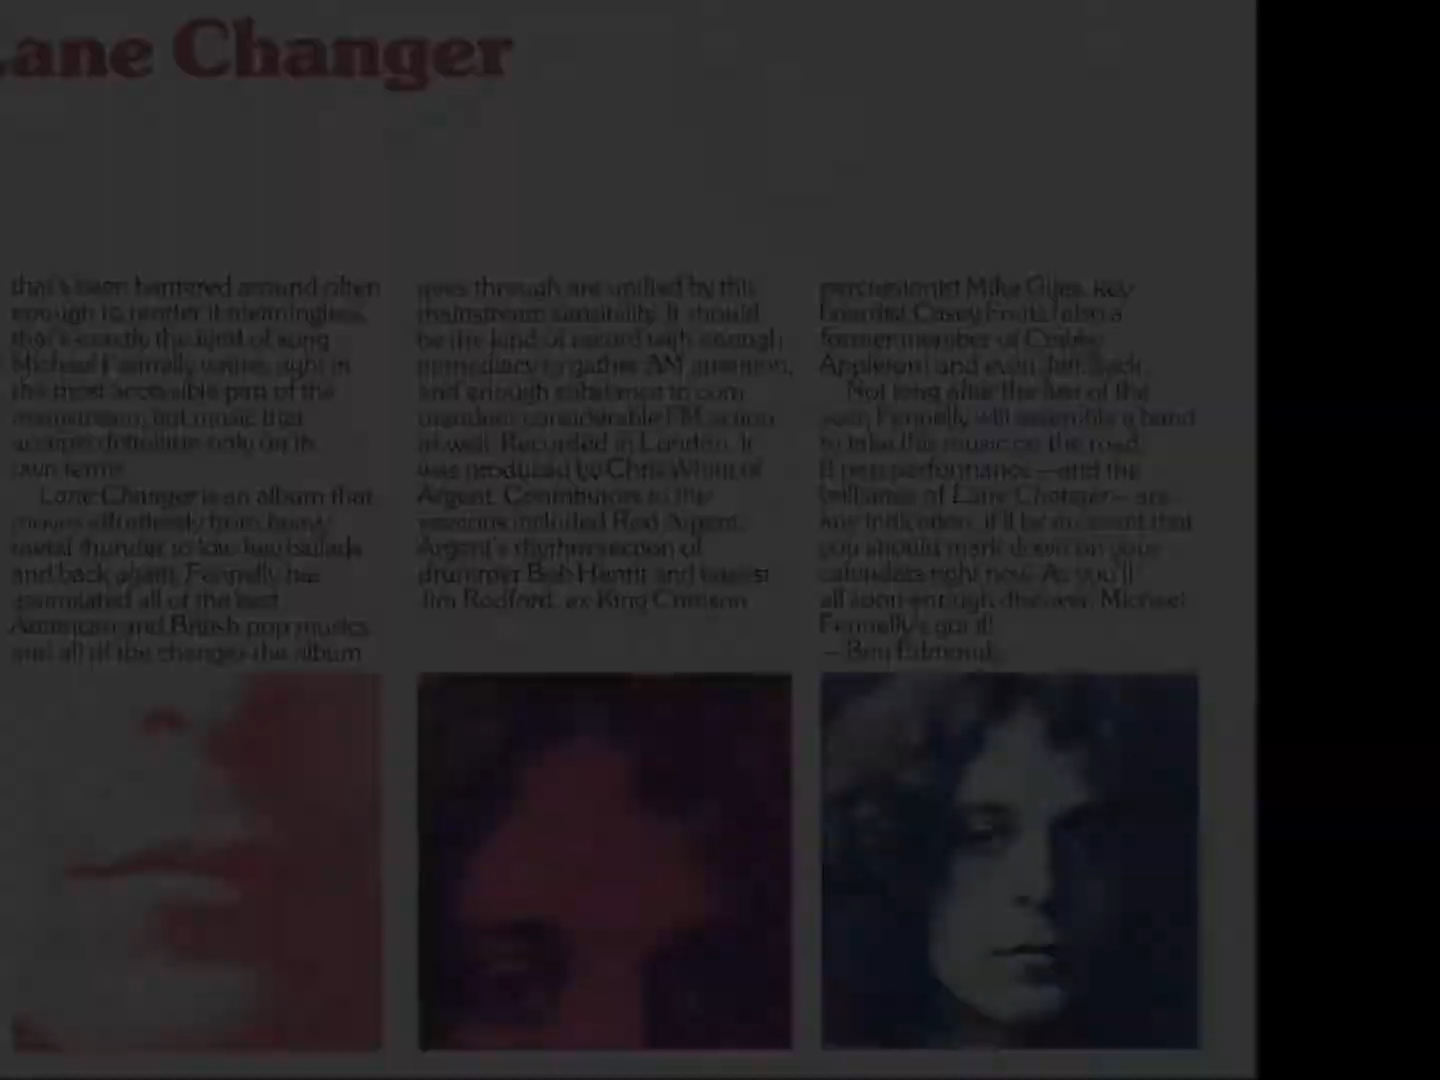 ane Changer
that's been bantered around often
enough to render it meaningless,
that's exactly the kind of song
Michael Fennelly writes, right in
the most accessible part of the
mainstream, but music that
accepts definition only on its
own terms.
Lane Changer is an album that
moves effortlessly from heavy
metal thunder to low-key ballads
and back again. Fennelly has
assimilated all of the best
American and British pop musics
and all of the changes the album
goes through are unified by this
mainstream sensibility. It should
be the kind of record with enough
immediacy to gather AM attention,
and enough substance to com-
mandeer considerable FM action
as well. Recorded in London, it
was produced by Chris White of
Argent. Contributors to the
sessions included Rod Argent,
Argent's rhythm section of
drummer Bob Henrit and bassist
Jim Rodford, ex-King Crimson
percussionist Mike Giles, key-
boardist Casey Foutz (also a
former member of Crabby
Appleton) and even Jeff Beck.
Not long after the first of the
year, Fennelly will assemble a band
to take this music on the road.
If past performance—and the
brilliance of Lane Changer—are
any indication, it'll be an event that
you should mark down on your
calendars right now. As you'll
all soon enough discover, Michael
Fennelly's got it!
—Ben Edmonds